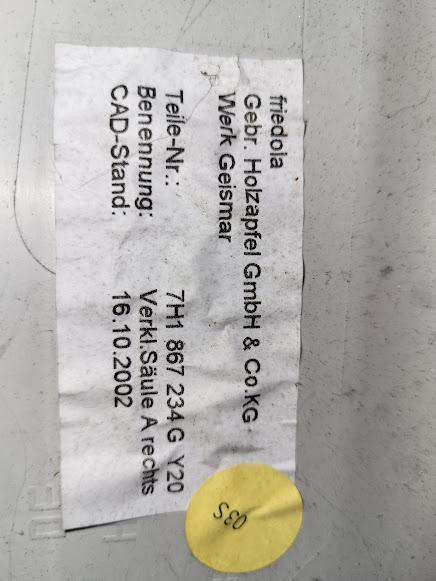 friedola
Gebr. Holzapfel GmbH & Co.KG
Werk Geismar
Teile-Nr.: 7H1 867 234 G Y20
Benennung: Verkl.Säule A rechts
CAD-Stand: 16.10.2002